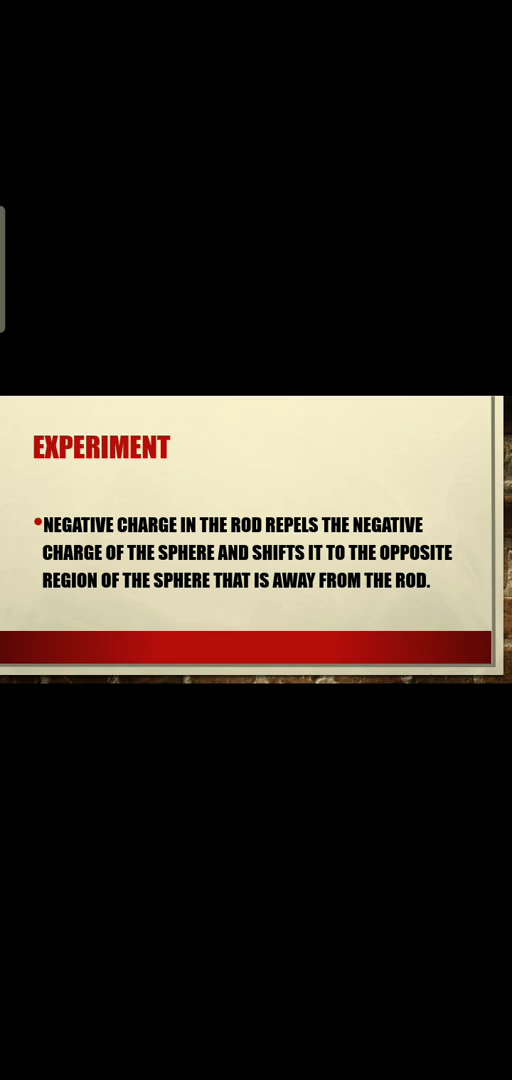 EXPERIMENT
•NEGATIVE CHARGE IN THE ROD REPELS THE NEGATIVE
CHARGE OF THE SPHERE AND SHIFTS IT TO THE OPPOSITE
REGION OF THE SPHERE THAT IS AWAY FROM THE ROD.